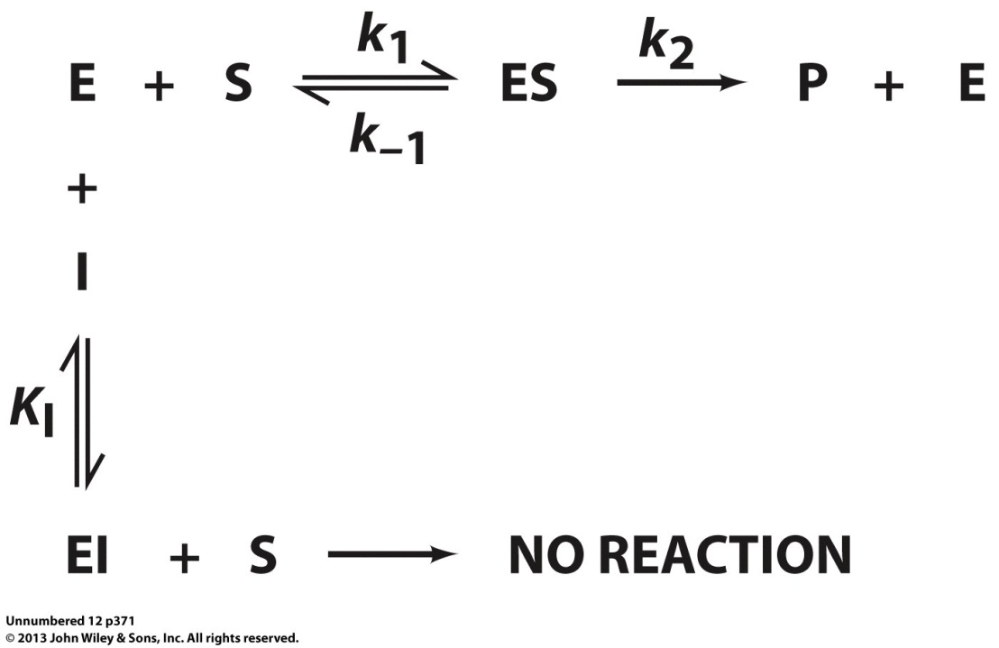 k1 k2
E + S ES P + E
k–1
+
I
KI
EI + S NO REACTION
Unnumbered 12 p371
© 2013 John Wiley & Sons, Inc. All rights reserved.